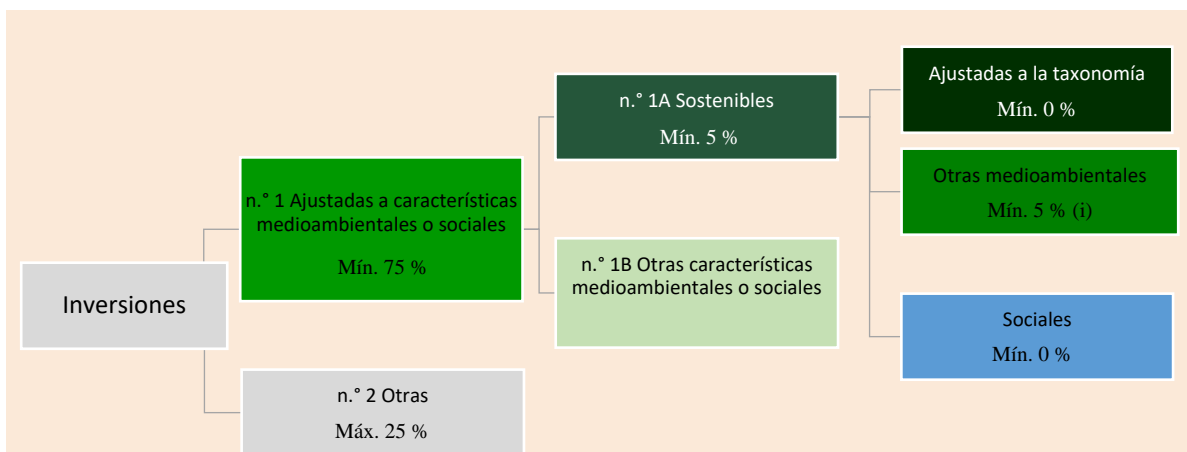 Inversiones
n.° 1 Ajustadas a características
medioambientales o sociales
Mín. 75 %
n.° 2 Otras
Máx. 25 %
n.° 1A Sostenibles
Mín. 5 %
n.° 1B Otras características
medioambientales o sociales
Ajustadas a la taxonomía
Mín. 0 %
Otras medioambientales
Mín. 5 % (i)
Sociales
Mín. 0 %